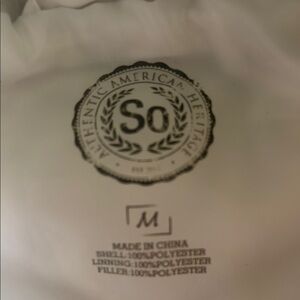 AUTHENTIC AMERICAN HERITAGE
So
M
MADE IN CHINA
SHELL:100%POLYESTER
LINNING:100%POLYESTER
FILLER:100%POLYESTER